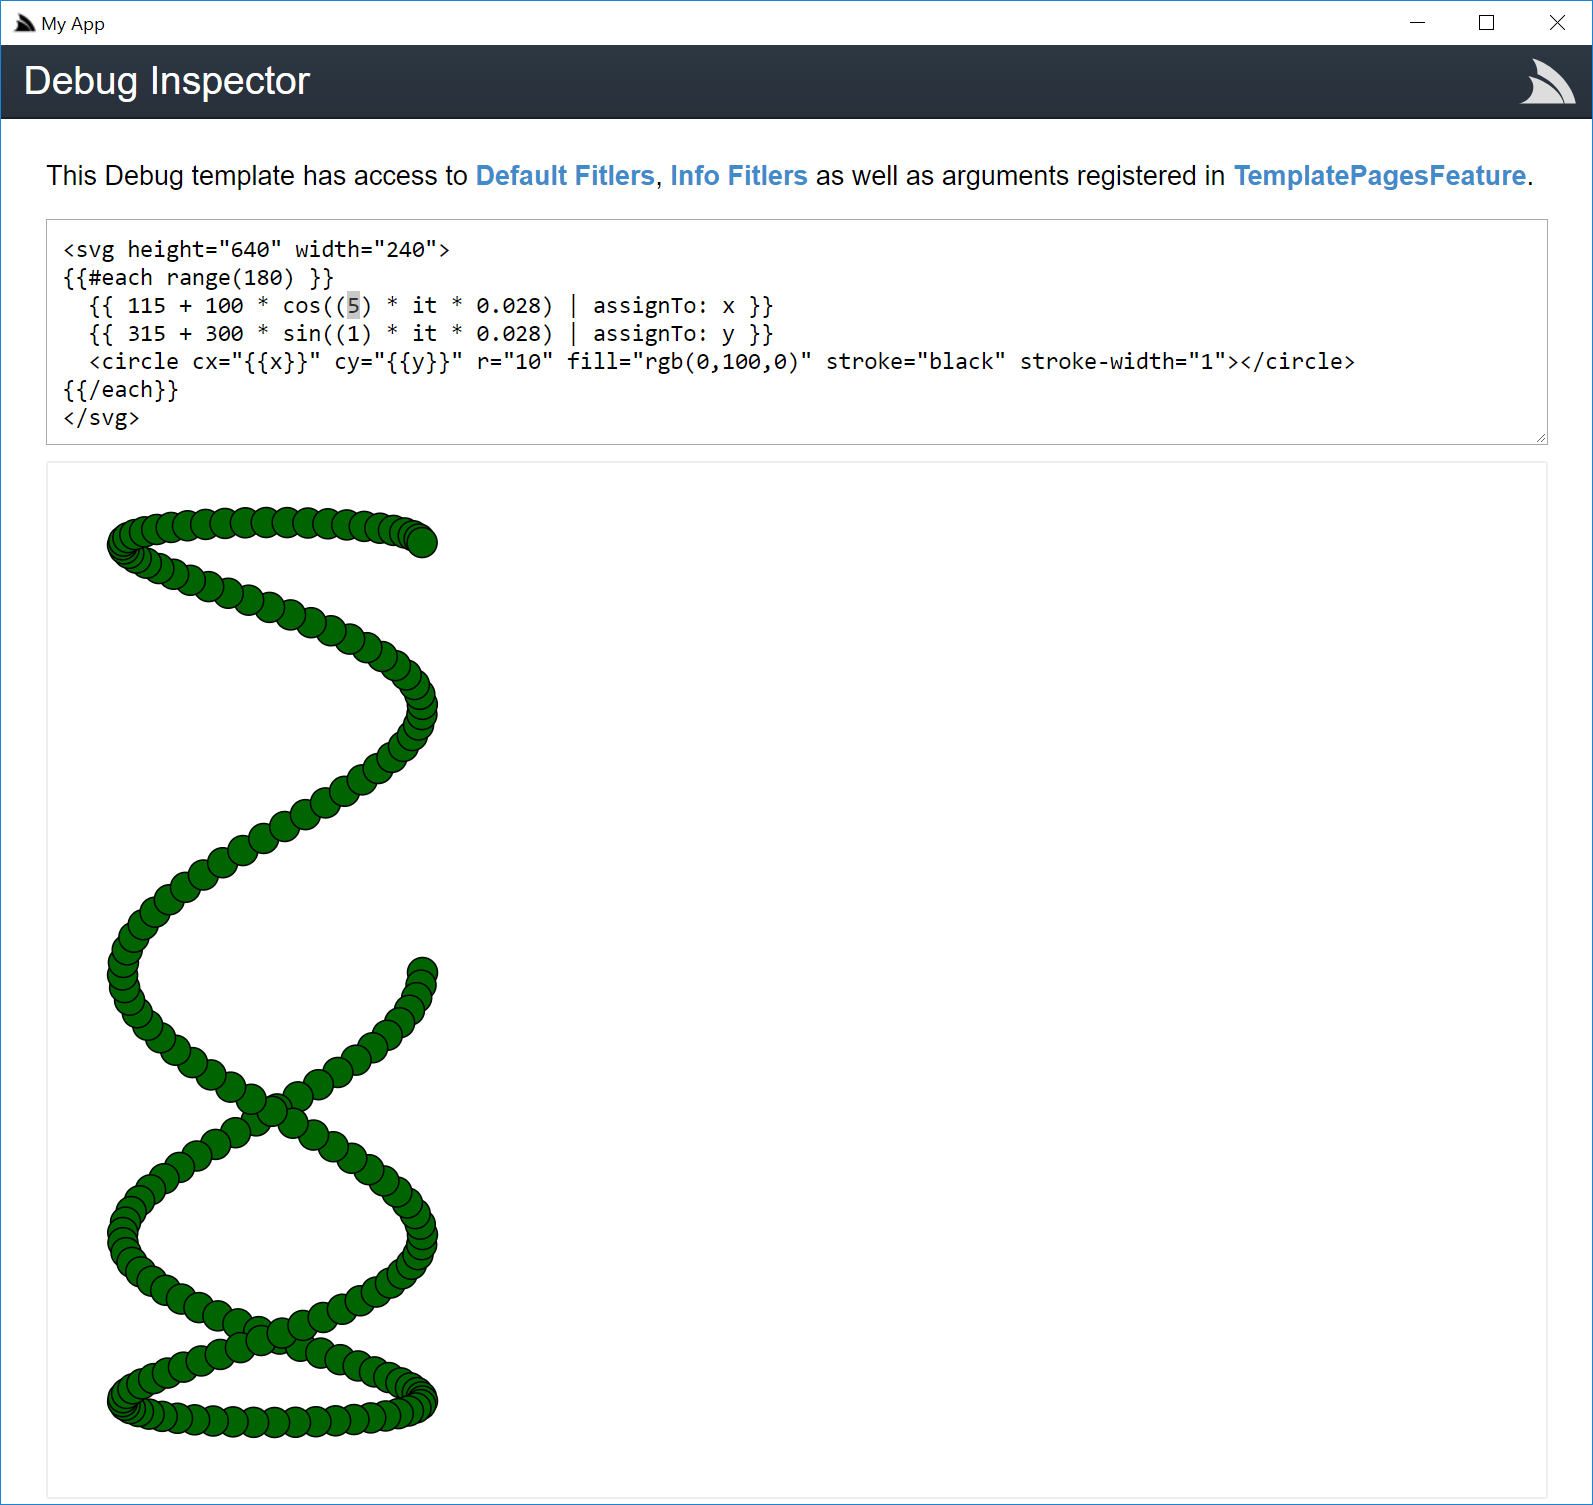 My App
Debug Inspector
This Debug template has access to Default Fitlers, Info Fitlers as well as arguments registered in TemplatePagesFeature.
<svg height="640" width="240">
{{#each range(180) }}
  {{ 115 + 100 * cos((5) * it * 0.028) | assignTo: x }}
  {{ 315 + 300 * sin((1) * it * 0.028) | assignTo: y }}
  <circle cx="{{x}}" cy="{{y}}" r="10" fill="rgb(0,100,0)" stroke="black" stroke-width="1"></circle>
{{/each}}
</svg>